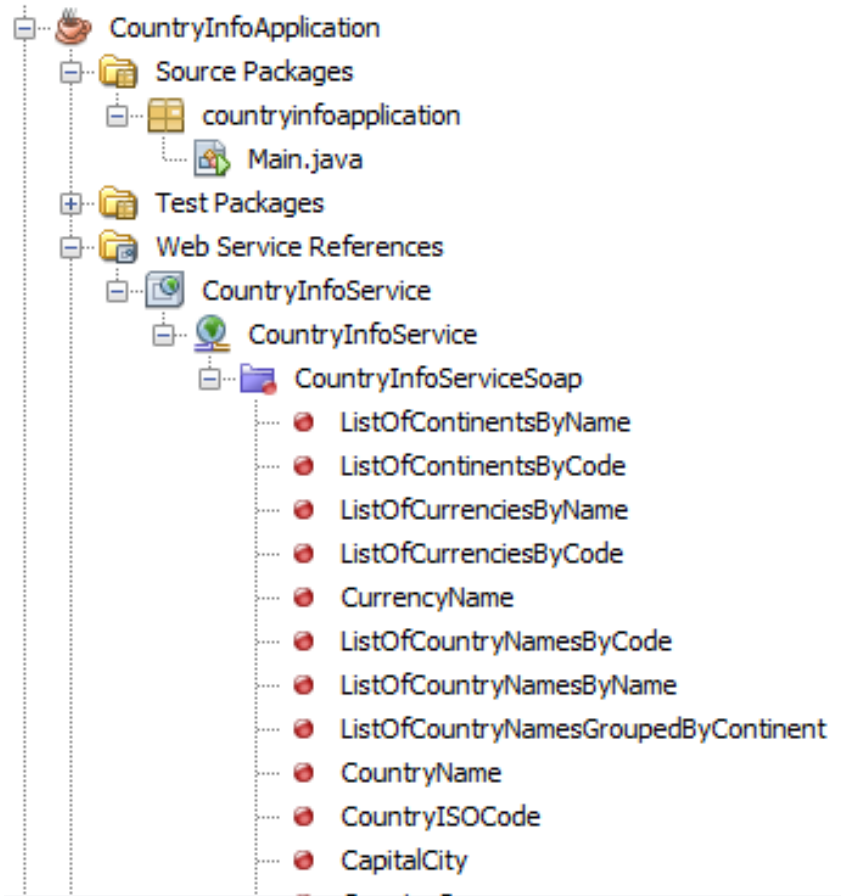 CountryInfoApplication
Source Packages
countryinfoapplication
Main.java
Test Packages
Web Service References
CountryInfoService
CountryInfoService
CountryInfoServiceSoap
ListOfContinentsByName
ListOfContinentsByCode
ListOfCurrenciesByName
ListOfCurrenciesByCode
CurrencyName
ListOfCountryNamesByCode
ListOfCountryNamesByName
ListOfCountryNamesGroupedByContinent
CountryName
CountryISOCode
CapitalCity